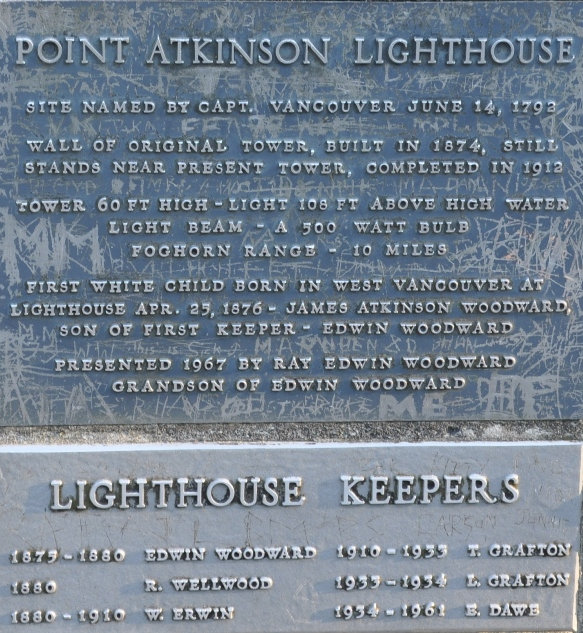 POINT ATKINSON LIGHTHOUSE
SITE NAMED BY CAPT. VANCOUVER JUNE 14, 1792
WALL OF ORIGINAL TOWER, BUILT IN 1874, STILL
STANDS NEAR PRESENT TOWER, COMPLETED IN 1912
TOWER 60 FT HIGH - LIGHT 108 FT ABOVE HIGH WATER
LIGHT BEAM - A 500 WATT BULB
FOGHORN RANGE - 10 MILES
FIRST WHITE CHILD BORN IN WEST VANCOUVER AT
LIGHTHOUSE APR. 25, 1876 - JAMES ATKINSON WOODWARD,
SON OF FIRST KEEPER - EDWIN WOODWARD
PRESENTED 1967 BY RAY EDWIN WOODWARD
GRANDSON OF EDWIN WOODWARD
ME
LIGHTHOUSE KEEPERS
1875 - 1880 EDWIN WOODWARD 1910 - 1933 T. GRAFTON
1880 R. WELLWOOD 1933 - 1934 L. GRAFTON
1880 - 1910 W. ERWIN 1934 - 1961 E. DAWE